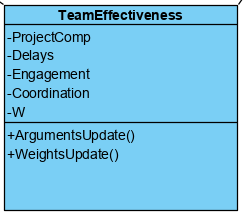 TeamEffectiveness
-ProjectComp
-Delays
-Engagement
-Coordination
-W
+ArgumentsUpdate()
+WeightsUpdate()